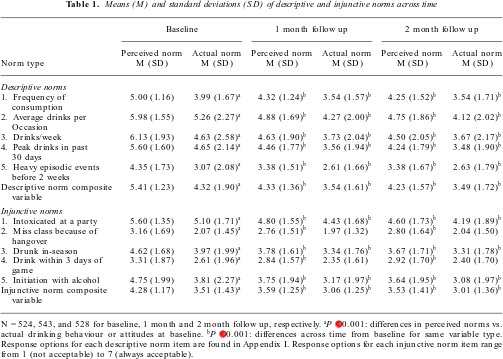 Table 1. Means (M) and standard deviations (SD) of descriptive and injunctive norms across time
Baseline 1 month follow up 2 month follow up
Perceived norm Actual norm Perceived norm Actual norm Perceived norm Actual norm
Norm type M (SD) M (SD) M (SD) M (SD) M (SD) M (SD)
Descriptive norms
1. Frequency of 5.00 (1.16) 3.99 (1.67)a 4.32 (1.24)b 3.54 (1.57)b 4.25 (1.52)b 3.54 (1.71)b
consumption
2. Average drinks per 5.98 (1.55) 5.26 (2.27)a 4.88 (1.69)b 4.27 (2.00)b 4.75 (1.86)b 4.12 (2.02)b
Occasion
3. Drinks/week 6.13 (1.93) 4.63 (2.58)a 4.63 (1.90)b 3.73 (2.04)b 4.50 (2.05)b 3.67 (2.17)b
4. Peak drinks in past 5.60 (1.60) 4.65 (2.14)a 4.46 (1.77)b 3.56 (1.94)b 4.24 (1.79)b 3.48 (1.90)b
30 days
5. Heavy episodic events 4.35 (1.73) 3.07 (2.08)a 3.38 (1.51)b 2.61 (1.66)b 3.38 (1.67)b 2.63 (1.79)b
before 2 weeks
Descriptive norm composite 5.41 (1.23) 4.32 (1.90)a 4.33 (1.36)b 3.54 (1.61)b 4.23 (1.57)b 3.49 (1.72)b
variable
Injunctive norms
1. Intoxicated at a party 5.60 (1.35) 5.10 (1.71)a 4.80 (1.55)b 4.43 (1.68)b 4.60 (1.73)b 4.19 (1.89)b
2. Miss class because of 3.16 (1.69) 2.07 (1.45)a 2.76 (1.51)b 1.97 (1.32) 2.80 (1.64)b 2.04 (1.50)
hangover
3. Drunk in-season 4.62 (1.68) 3.97 (1.99)a 3.78 (1.61)b 3.34 (1.76)b 3.67 (1.71)b 3.31 (1.78)b
4. Drink within 3 days of 3.31 (1.87) 2.61 (1.96)a 2.84 (1.57)b 2.35 (1.61) 2.92 (1.70)b 2.40 (1.70)
game
5. Initiation with alcohol 4.75 (1.99) 3.81 (2.27)a 3.75 (1.94)b 3.17 (1.97)b 3.64 (1.95)b 3.08 (1.97)b
Injunctive norm composite 4.28 (1.17) 3.51 (1.43)a 3.59 (1.25)b 3.06 (1.25)b 3.53 (1.41)b 3.01 (1.36)b
variable
N = 524, 543, and 528 for baseline, 1 month and 2 month follow up, respectively. aP 0.001: differences in perceived norms vs.
actual drinking behaviour or attitudes at baseline. bP 0.001: differences across time from baseline for same variable type.
Response options for each descriptive norm item are found in Appendix I. Response options for each injunctive norm item range
from 1 (not acceptable) to 7 (always acceptable).